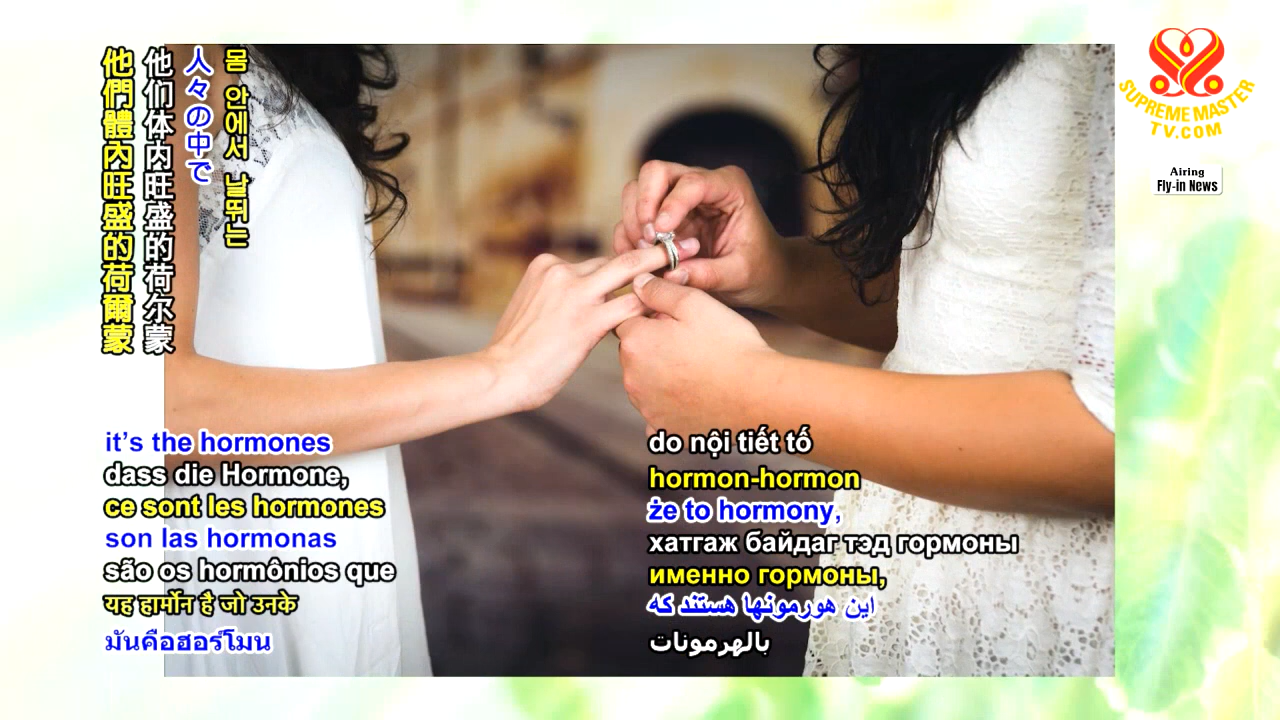 他們體內旺盛的荷爾蒙
他们体内旺盛的荷尔蒙
人々の中で
몸 안에서 날뛰는
SUPREME MASTER
TV.COM
Airing
Fly-in News
it’s the hormones
dass die Hormone,
ce sont les hormones
son las hormonas
são os hormônios que
यह हार्मोन है जो उनके
มันคือฮอร์โมน
do nội tiết tố
hormon-hormon
że to hormony,
хатгаж байдаг тэд гормоны
именно гормоны,
این هورمونها هستند که
بالهرمونات